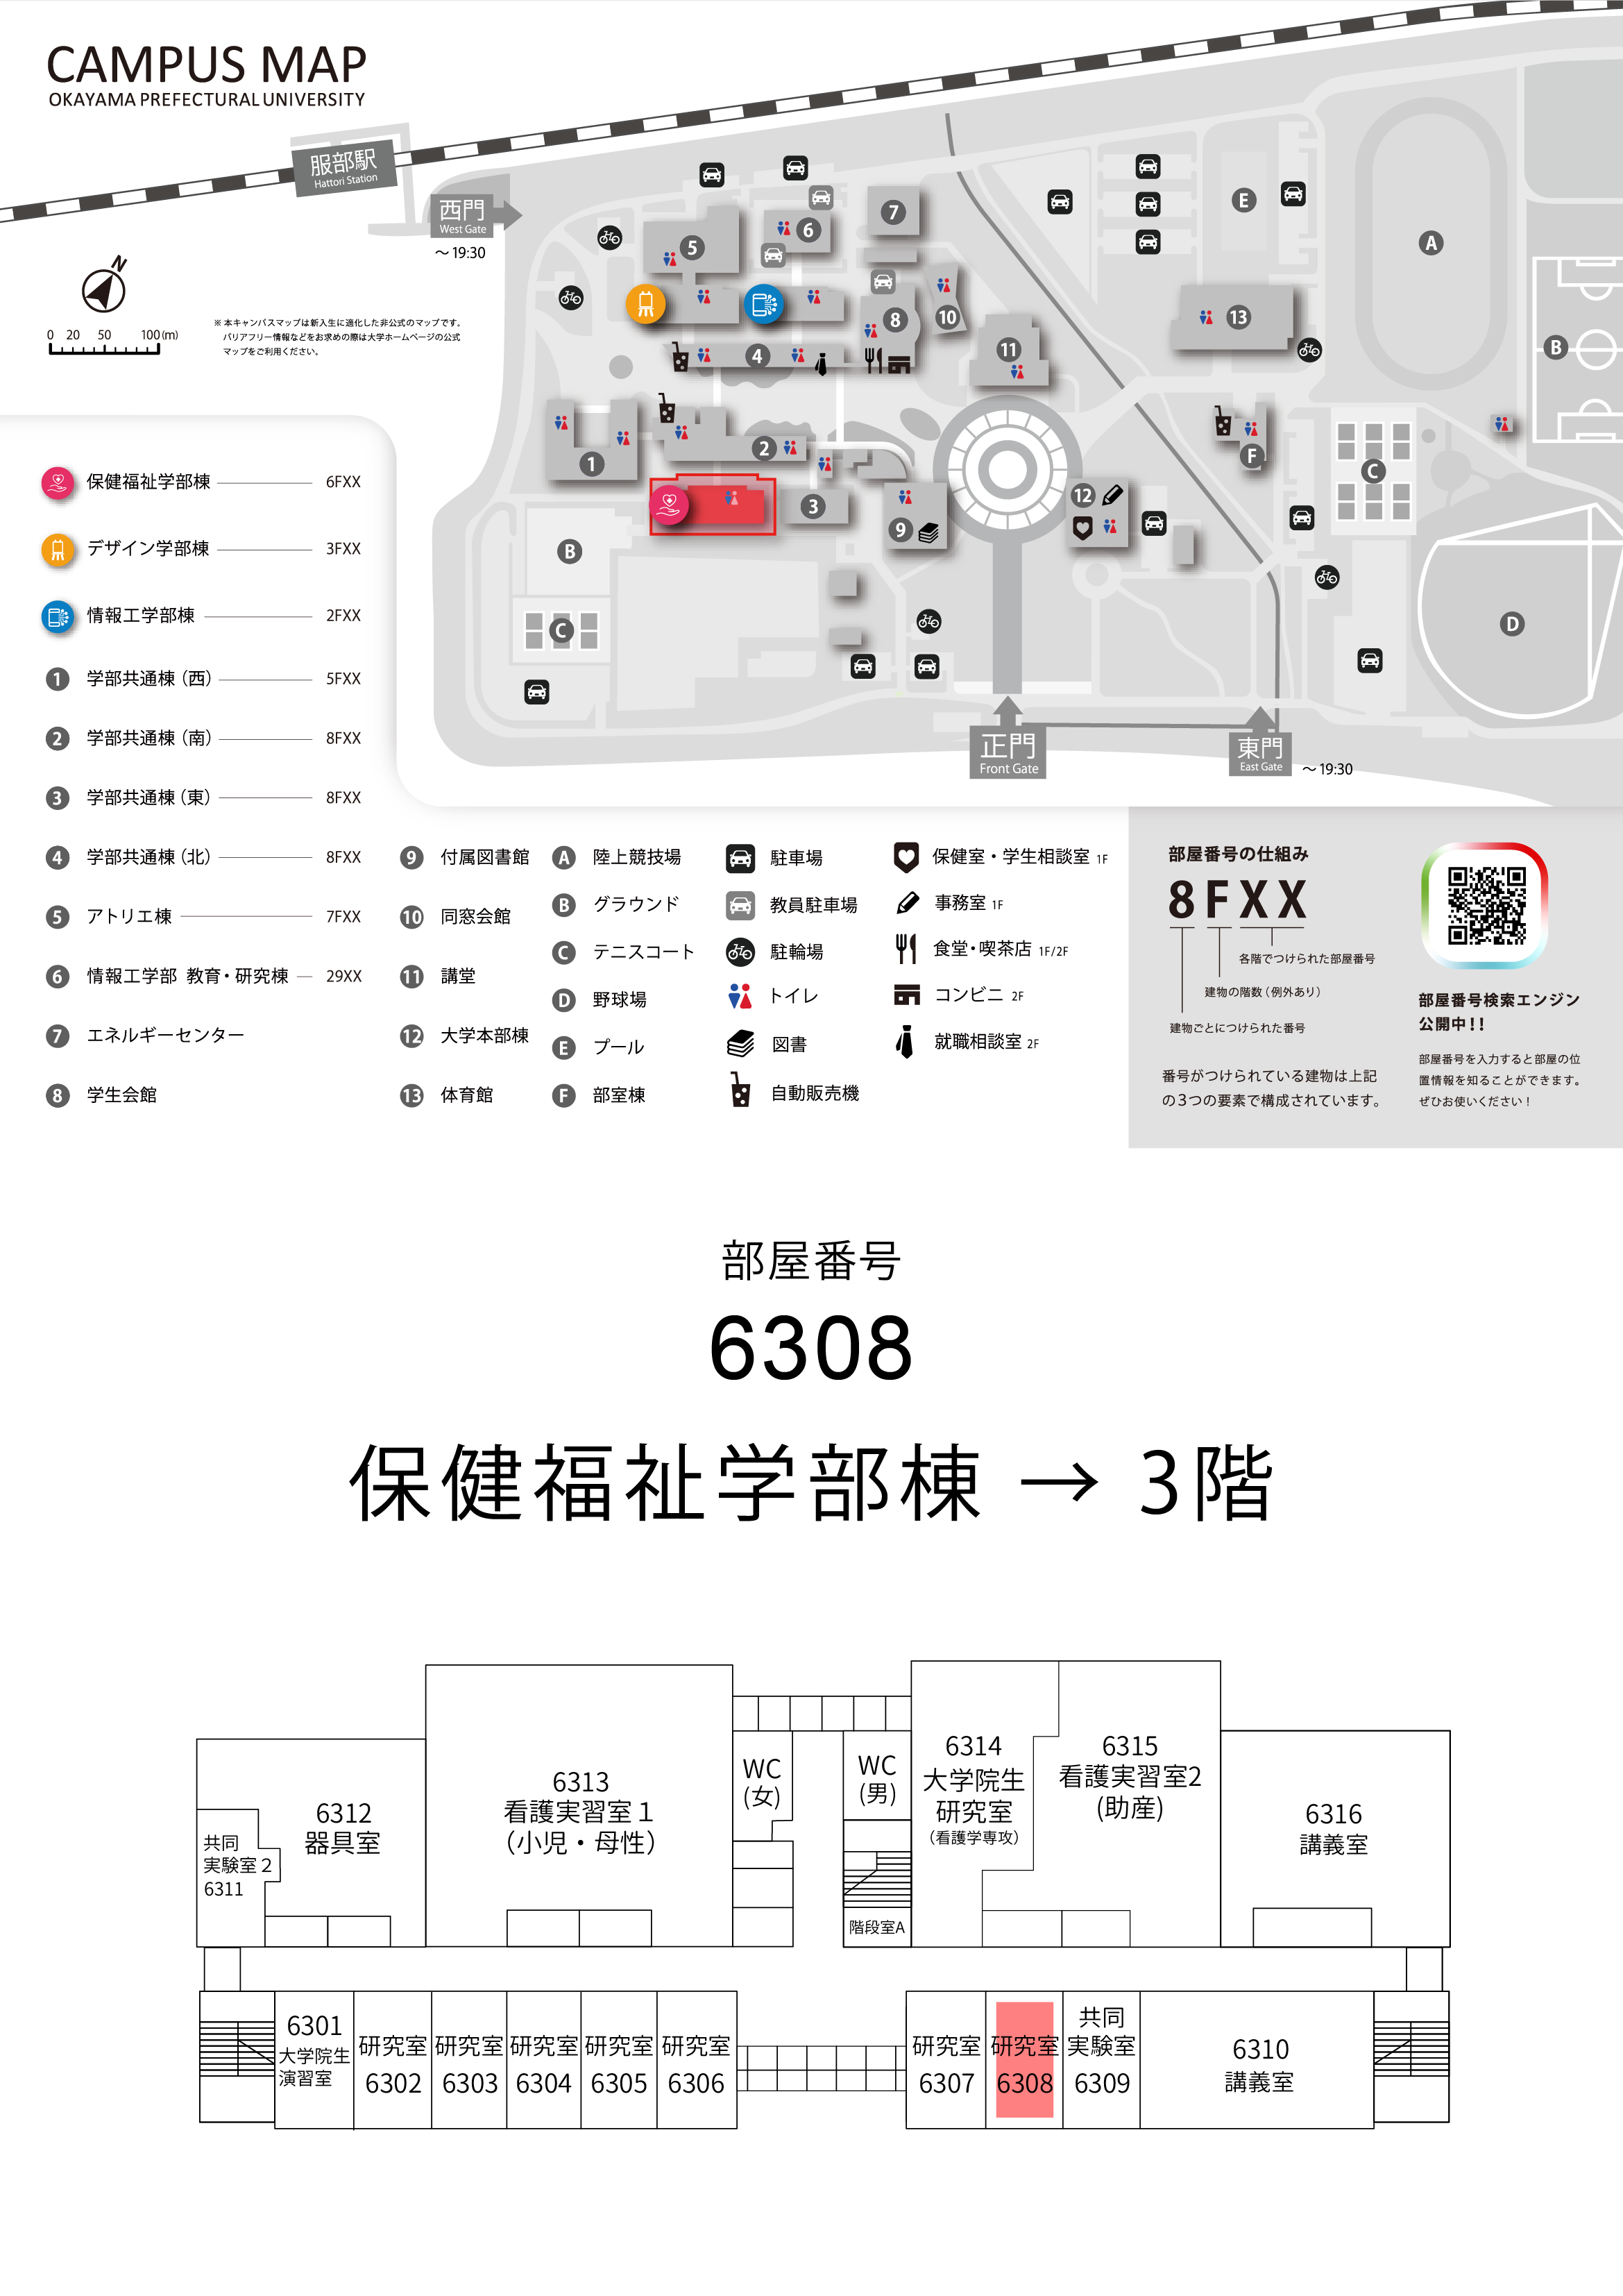 CAMPUS MAP
OKAYAMA PREFECTURAL UNIVERSITY
服部駅
Hattori Station
西門
West Gate
～19:30
N
0 20 50 100(m)
※ 本キャンパスマップは新入生に適化した非公式のマップです。
バリアフリー情報などをお求めの際は大学ホームページの公式
マップをご利用ください。
7
6
5
E
A
8
10
13
11
4
B
1
2
F
C
3
12
9
B
C
D
正門
Front Gate
東門
East Gate
～19:30
保健福祉学部棟 6FXX
デザイン学部棟 3FXX
情報工学部棟 2FXX
1 学部共通棟（西） 5FXX
2 学部共通棟（南） 8FXX
3 学部共通棟（東） 8FXX
4 学部共通棟（北） 8FXX
5 アトリエ棟 7FXX
6 情報工学部 教育・研究棟 29XX
7 エネルギーセンター
8 学生会館
9 付属図書館
10 同窓会館
11 講堂
12 大学本部棟
13 体育館
A 陸上競技場
B グラウンド
C テニスコート
D 野球場
E プール
F 部室棟
駐車場
教員駐車場
駐輪場
トイレ
図書
自動販売機
保健室・学生相談室 1F
事務室 1F
食堂・喫茶店 1F/2F
コンビニ 2F
就職相談室 2F
部屋番号の仕組み
8FXX
各階でつけられた部屋番号
建物の階数（例外あり）
建物ごとにつけられた番号
番号がつけられている建物は上記
の3つの要素で構成されています。
部屋番号検索エンジン
公開中！！
部屋番号を入力すると部屋の位
置情報を知ることができます。
ぜひお使いください！
部屋番号
6308
保健福祉学部棟 → 3階
6312
器具室
共同
実験室２
6311
6313
看護実習室１
（小児・母性）
WC
(女)
WC
(男)
階段室A
6314
大学院生
研究室
（看護学専攻）
6315
看護実習室2
(助産)
6316
講義室
6301
大学院生
演習室
研究室
6302
研究室
6303
研究室
6304
研究室
6305
研究室
6306
研究室
6307
研究室
6308
共同
実験室
6309
6310
講義室